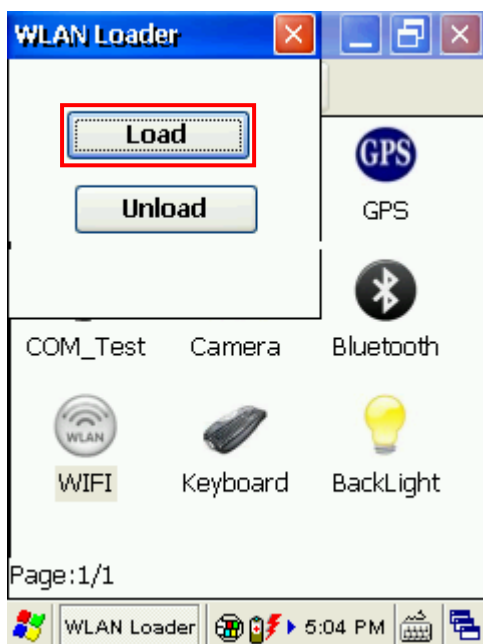 WLAN Loader
Load
Unload
GPS
GPS
COM_Test Camera Bluetooth
WLAN
WIFI Keyboard BackLight
Page:1/1
WLAN Loader 5:04 PM